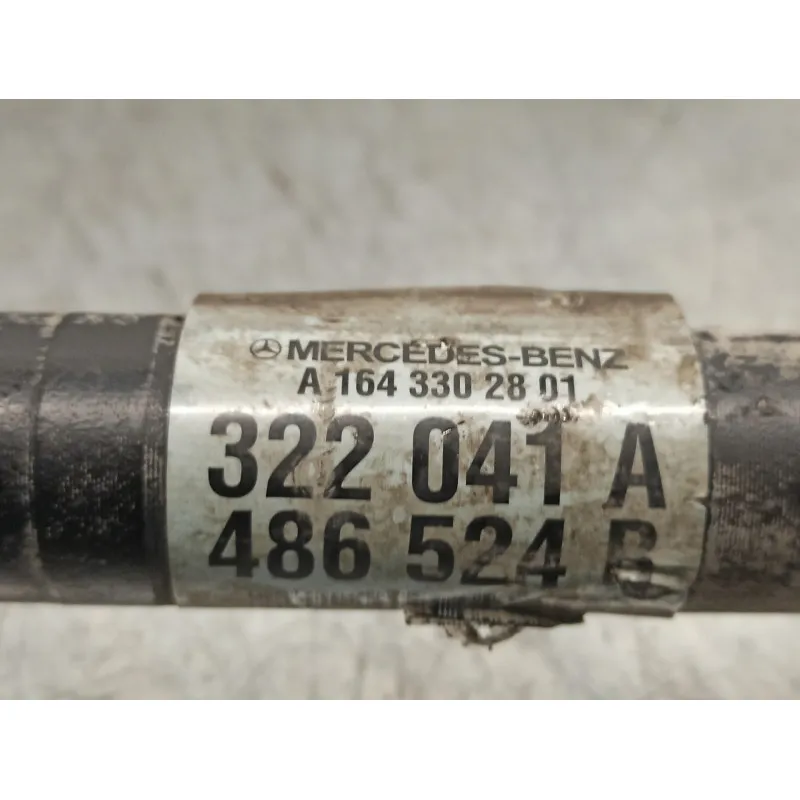 MERCEDES-BENZ
A 164 330 28 01
322 041 A
486 524 B